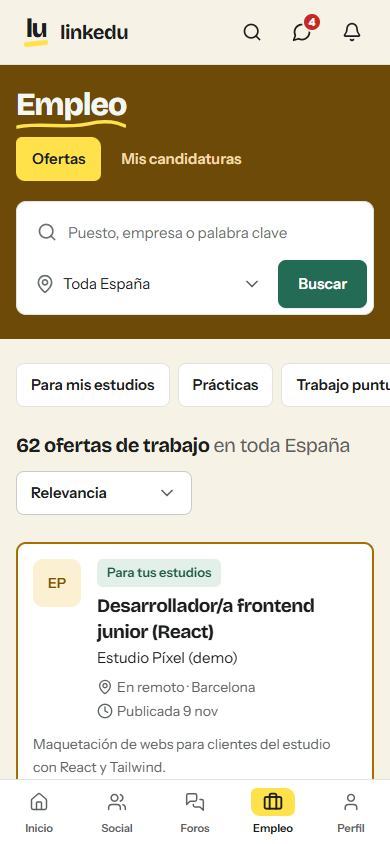 lu linkedu
4
Empleo
Ofertas
Mis candidaturas
Puesto, empresa o palabra clave
Toda España
Buscar
Para mis estudios
Prácticas
Trabajo puntu
62 ofertas de trabajo en toda España
Relevancia
EP
Para tus estudios
Desarrollador/a frontend
junior (React)
Estudio Píxel (demo)
En remoto · Barcelona
Publicada 9 nov
Maquetación de webs para clientes del estudio
con React y Tailwind.
Inicio
Social
Foros
Empleo
Perfil